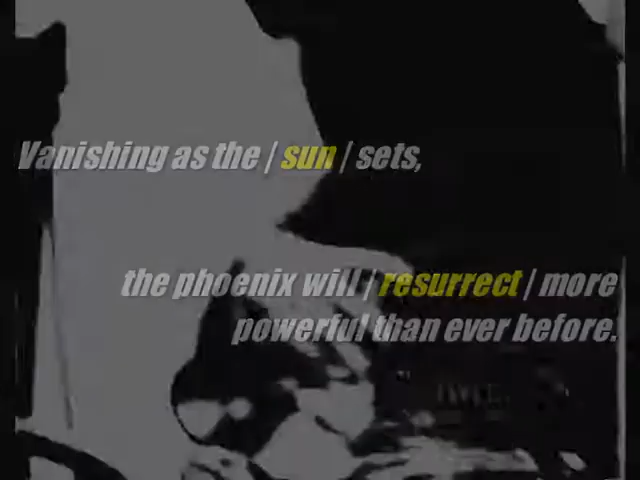 Vanishing as the | sun | sets,
the phoenix will | resurrect | more
powerful than ever before.